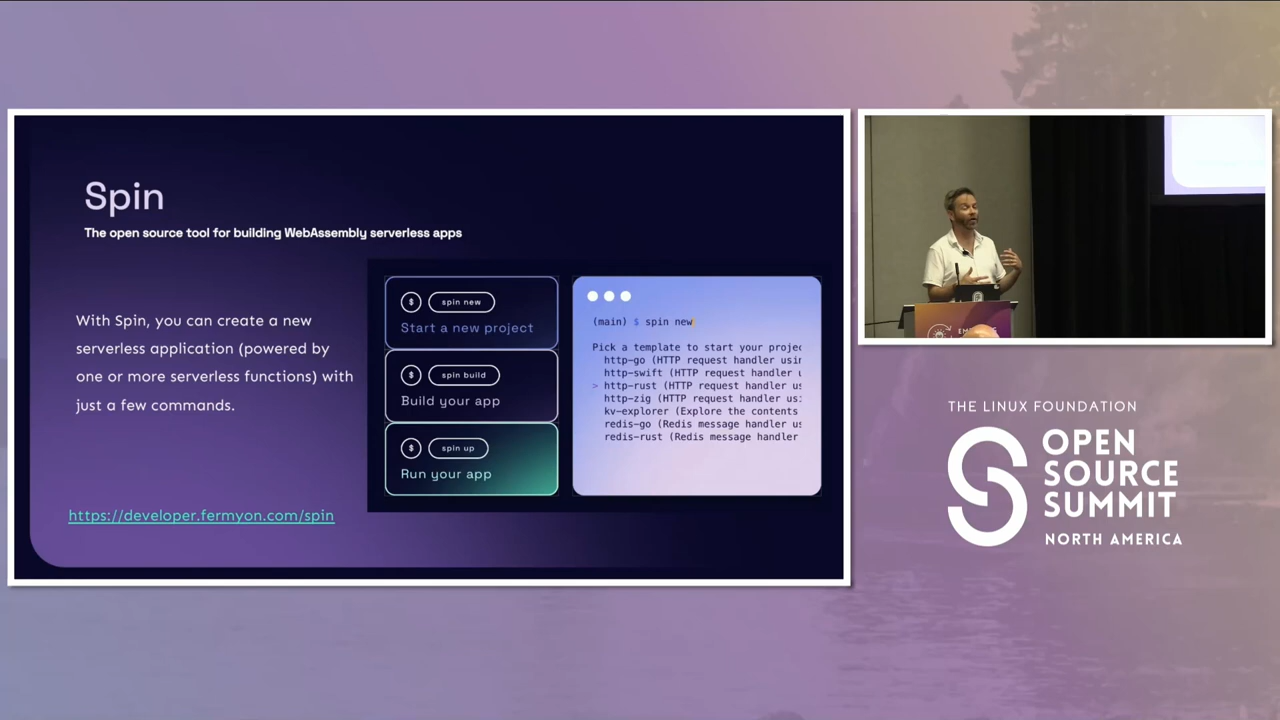 Spin
The open source tool for building WebAssembly serverless apps
With Spin, you can create a new
serverless application (powered by
one or more serverless functions) with
just a few commands.
https://developer.fermyon.com/spin
$ spin new
Start a new project
$ spin build
Build your app
$ spin up
Run your app
(main) $ spin new
Pick a template to start your projec
http-go (HTTP request handler usin
http-swift (HTTP request handler u
> http-rust (HTTP request handler us
http-zig (HTTP request handler us
kv-explorer (Explore the contents
redis-go (Redis message handler us
redis-rust (Redis message handler
THE LINUX FOUNDATION
OPEN
SOURCE
SUMMIT
NORTH AMERICA